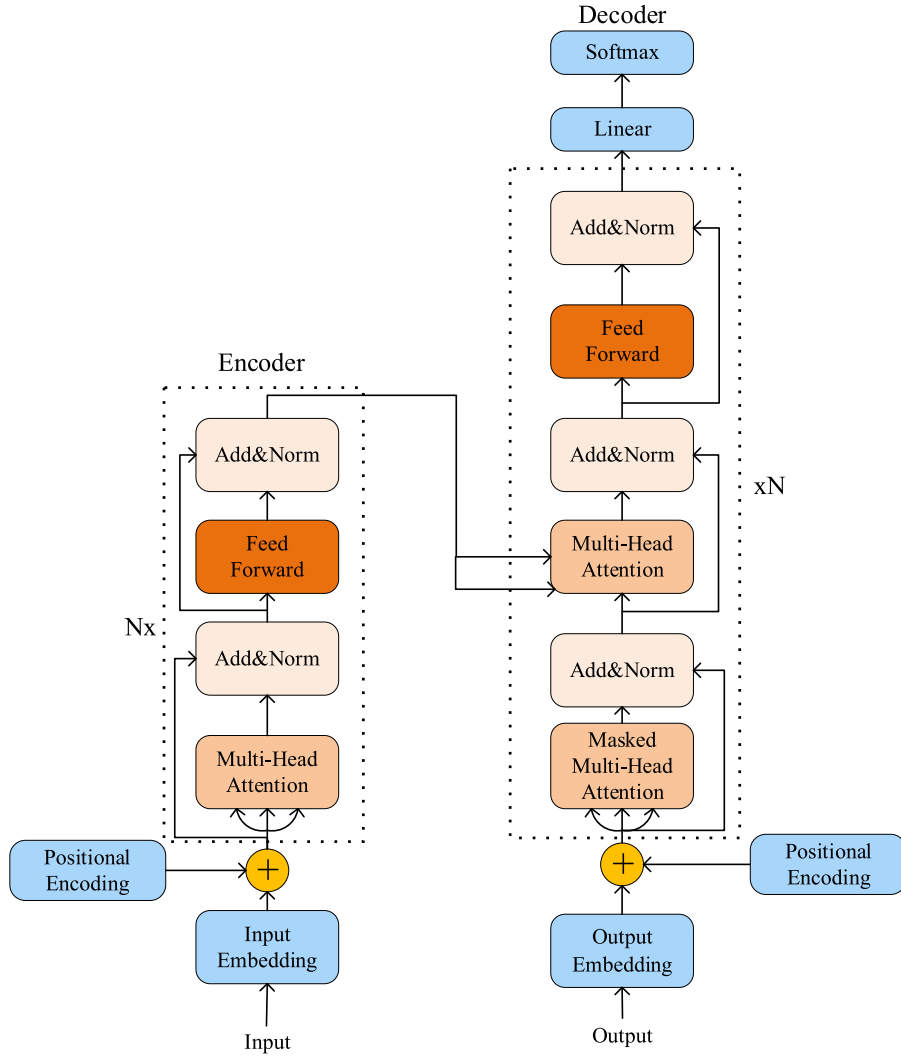 Decoder
Softmax
Linear
Add&Norm
Feed
Forward
Encoder
Add&Norm
Add&Norm
xN
Feed
Forward
Multi-Head
Attention
Nx
Add&Norm
Add&Norm
Multi-Head
Attention
Masked
Multi-Head
Attention
Positional
Encoding
+
+
Positional
Encoding
Input
Embedding
Output
Embedding
Input
Output